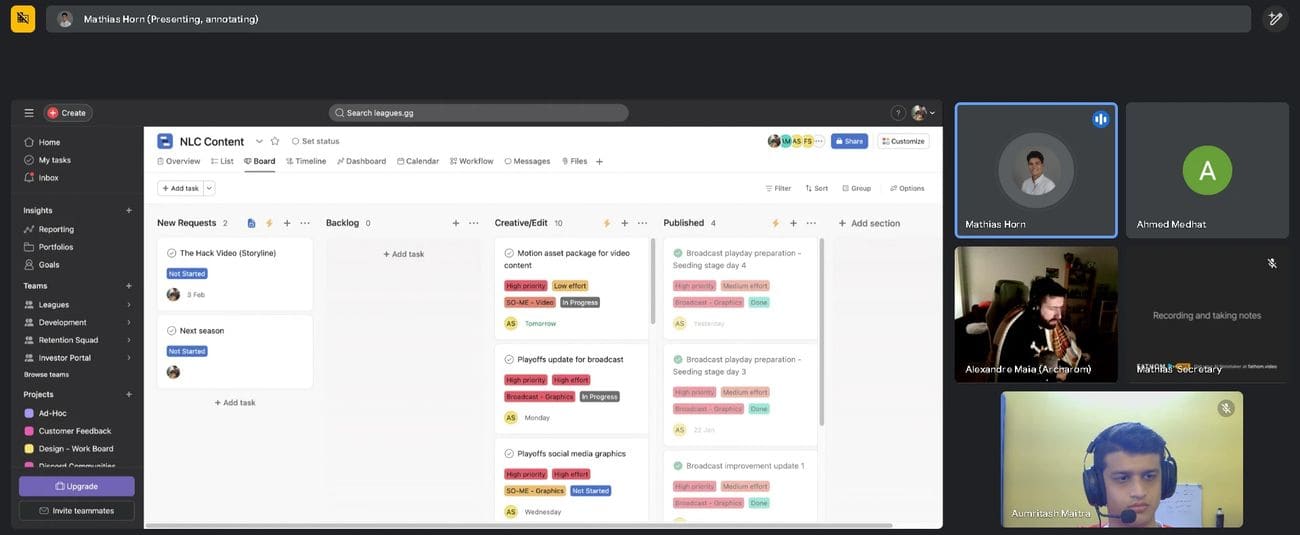 Mathias Horn (Presenting, annotating)
Create
Search leagues.gg
?
Home
My tasks
Inbox
Insights
Reporting
Portfolios
Goals
Teams
Leagues
Development
Retention Squad
Investor Portal
Browse teams
Projects
Ad-Hoc
Customer Feedback
Design - Work Board
Discord Communities
Upgrade
Invite teammates
NLC Content
Set status
AS FS
Share
Customize
Overview List Board Timeline Dashboard Calendar Workflow Messages Files +
+ Add task
Filter Sort Group Options
New Requests 2
The Hack Video (Storyline)
Not Started
3 Feb
Next season
Not Started
+ Add task
Backlog 0
+ Add task
Creative/Edit 10
Motion asset package for video
content
High priority Low effort
SO-ME - Video In Progress
AS Tomorrow
Playoffs update for broadcast
High priority High effort
Broadcast - Graphics In Progress
AS Monday
Playoffs social media graphics
High priority High effort
SO-ME - Graphics Not Started
AS Wednesday
Published 4
Broadcast playday preparation -
Seeding stage day 4
High priority Medium effort
Broadcast - Graphics Done
AS Yesterday
Broadcast playday preparation -
Seeding stage day 3
High priority Medium effort
Broadcast - Graphics Done
AS 22 Jan
Broadcast improvement update 1
High priority Medium effort
Broadcast - Graphics Done
+ Add section
Mathias Horn
A
Ahmed Medhat
Alexandre Maia (Archarom)
Recording and taking notes
Mathias' Secretary
Aumritash Maitra